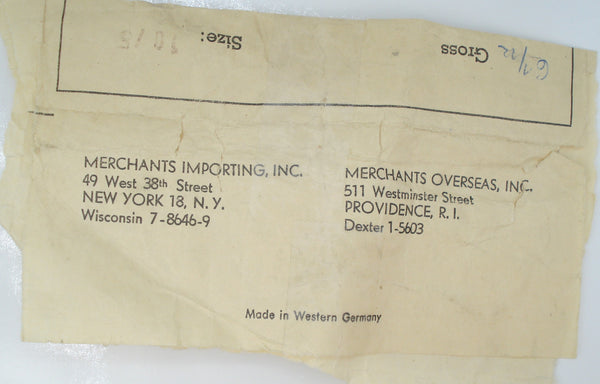 Gross
Size:
MERCHANTS IMPORTING, INC.
49 West 38th Street
NEW YORK 18, N. Y.
Wisconsin 7-8646-9
MERCHANTS OVERSEAS, INC.
511 Westminster Street
PROVIDENCE, R. I.
Dexter 1-5603
Made in Western Germany